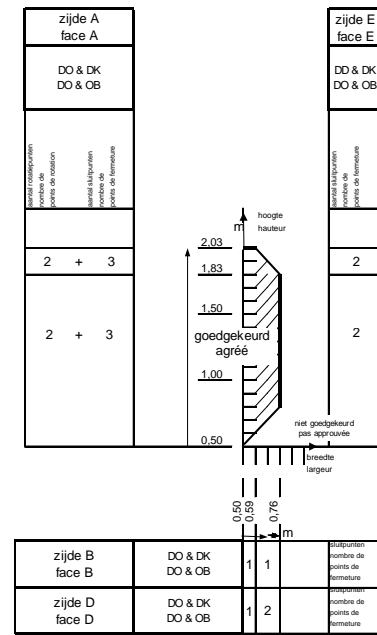 zijde A
face A
DO & DK
DO & OB
aantal rotatiepunten
nombre de
points de rotation
aantal sluitpunten
nombre de
points de fermeture
2 + 3
2 + 3
zijde E
face E
DD & DK
DO & OB
aantal sluitpunten
nombre de
points de fermeture
2
2
m
hoogte
hauteur
2,03
1,83
1,50
goedgekeurd
agréé
1,00
0,50
niet goedgekeurd
pas approuvée
breedte
largeur
0,50
0,59
0,76
m
zijde B
face B
DO & DK
DO & OB
1
1
sluitpunten
nombre de
points de
fermeture
zijde D
face D
DO & DK
DO & OB
1
2
sluitpunten
nombre de
points de
fermeture